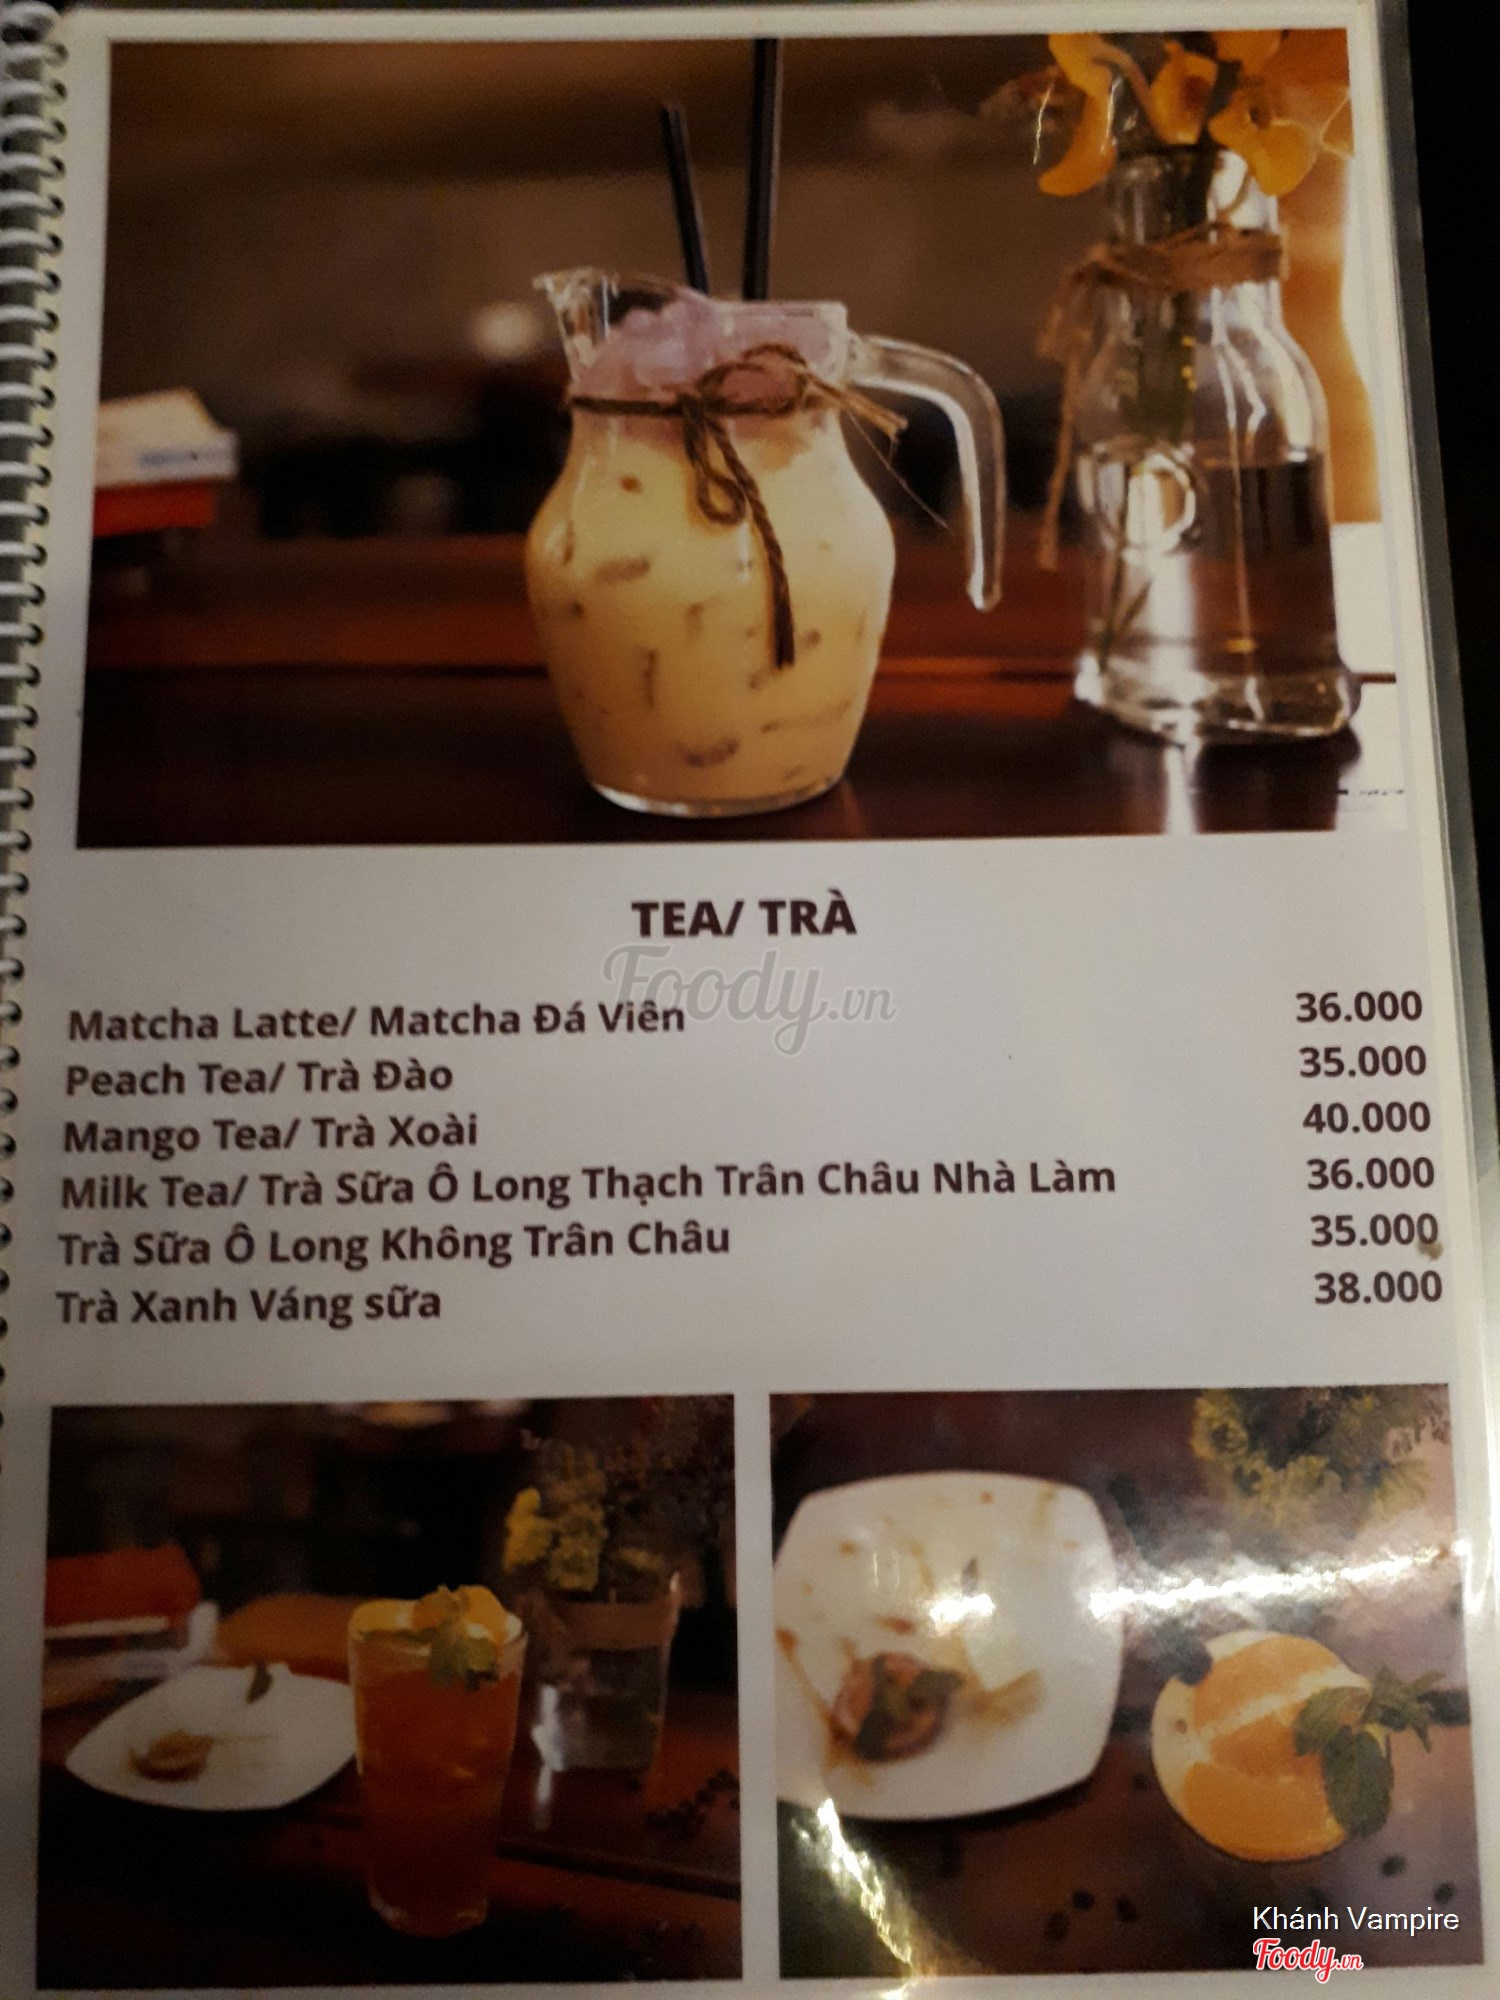 TEA/ TRÀ
Foody.vn
Matcha Latte/ Matcha Đá Viên 36.000
Peach Tea/ Trà Đào 35.000
Mango Tea/ Trà Xoài 40.000
Milk Tea/ Trà Sữa Ô Long Thạch Trân Châu Nhà Làm 36.000
Trà Sữa Ô Long Không Trân Châu 35.000
Trà Xanh Váng sữa 38.000
Khánh Vampire
Foody.vn